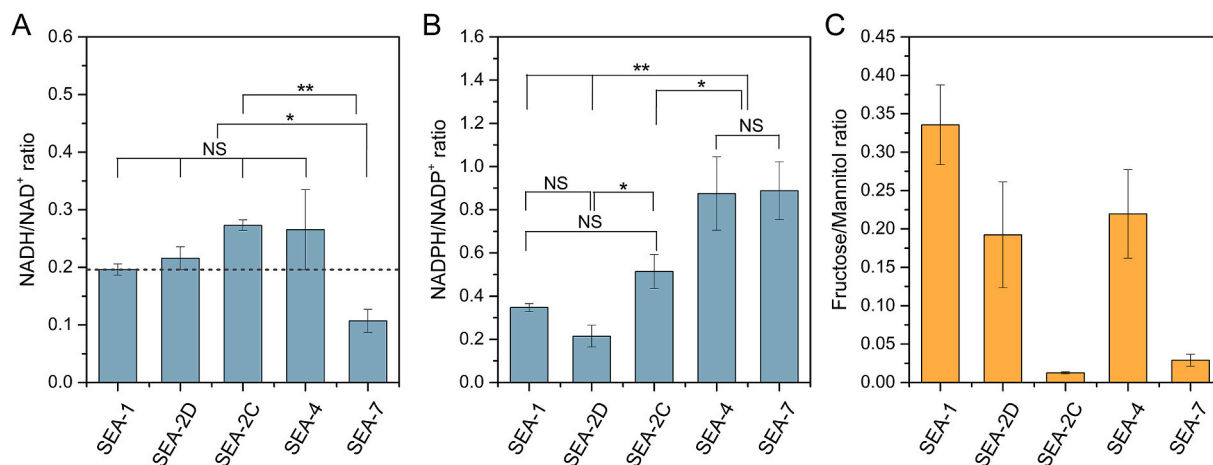 A
NADH/NAD⁺ ratio
0.6
0.5
0.4
0.3
0.2
0.1
0.0
**
*
NS
SEA-1
SEA-2D
SEA-2C
SEA-4
SEA-7
B
NADPH/NADP⁺ ratio
1.6
1.4
1.2
1.0
0.8
0.6
0.4
0.2
0.0
**
*
NS
NS
*
NS
SEA-1
SEA-2D
SEA-2C
SEA-4
SEA-7
C
Fructose/Mannitol ratio
0.45
0.40
0.35
0.30
0.25
0.20
0.15
0.10
0.05
0.00
SEA-1
SEA-2D
SEA-2C
SEA-4
SEA-7